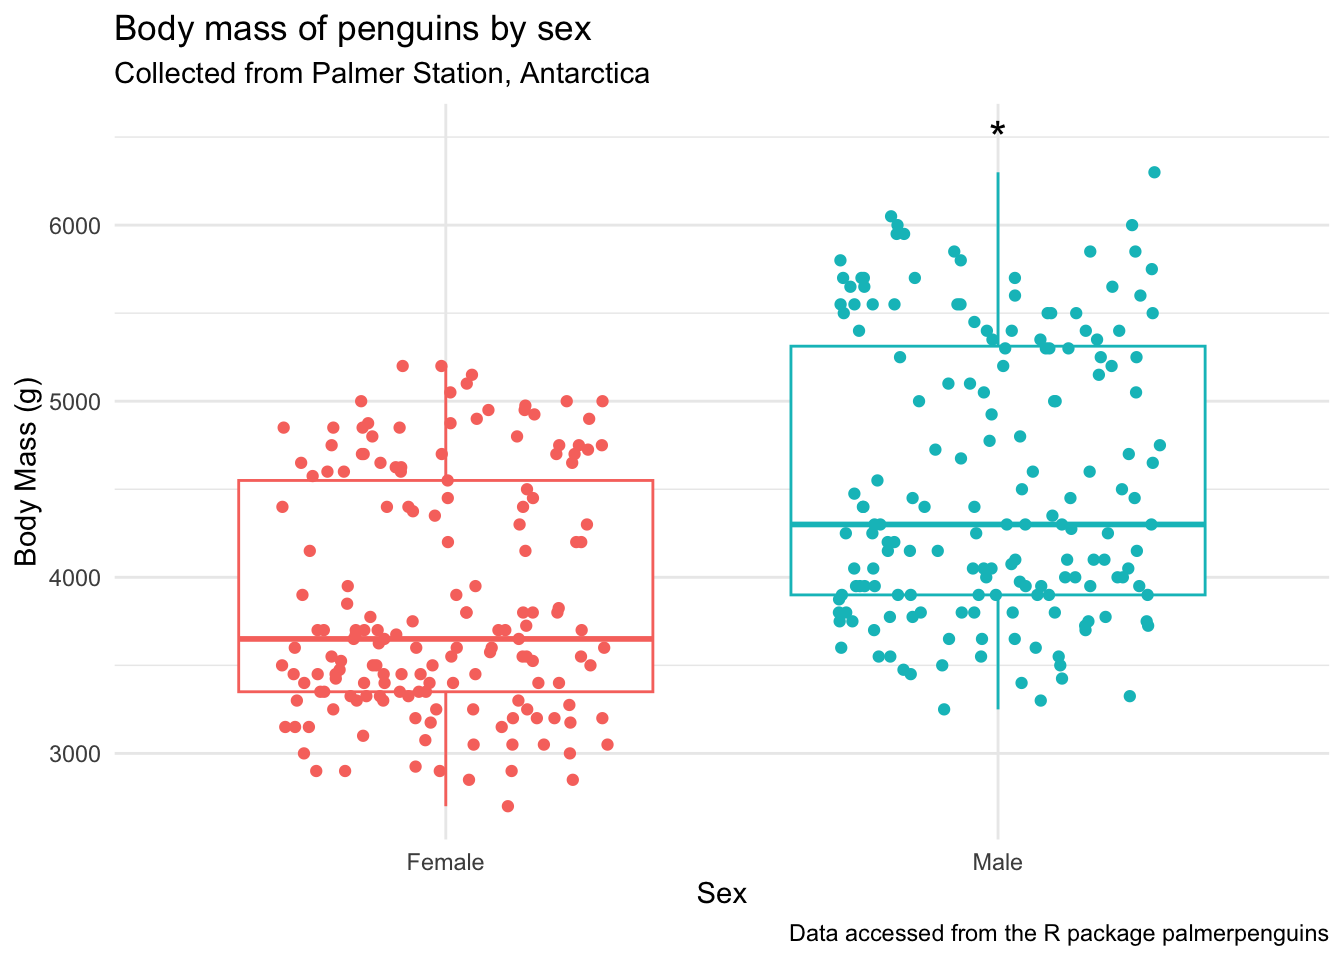 Body mass of penguins by sex
Collected from Palmer Station, Antarctica
*
6000
5000
4000
3000
Body Mass (g)
Female
Male
Sex
Data accessed from the R package palmerpenguins